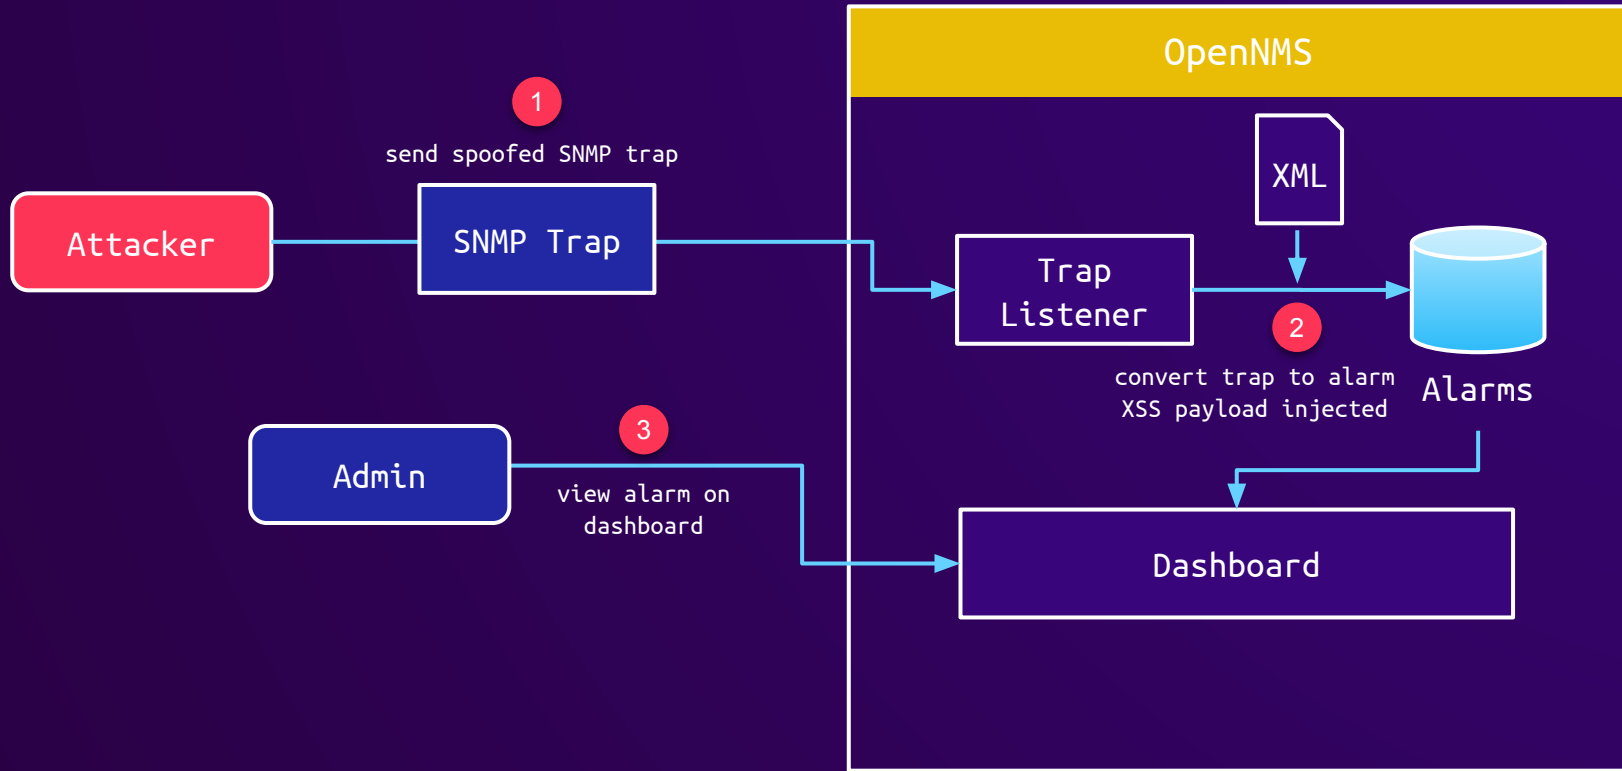 OpenNMS
1
send spoofed SNMP trap
XML
Attacker
SNMP Trap
Trap
Listener
2
convert trap to alarm
XSS payload injected
Alarms
3
Admin
view alarm on
dashboard
Dashboard